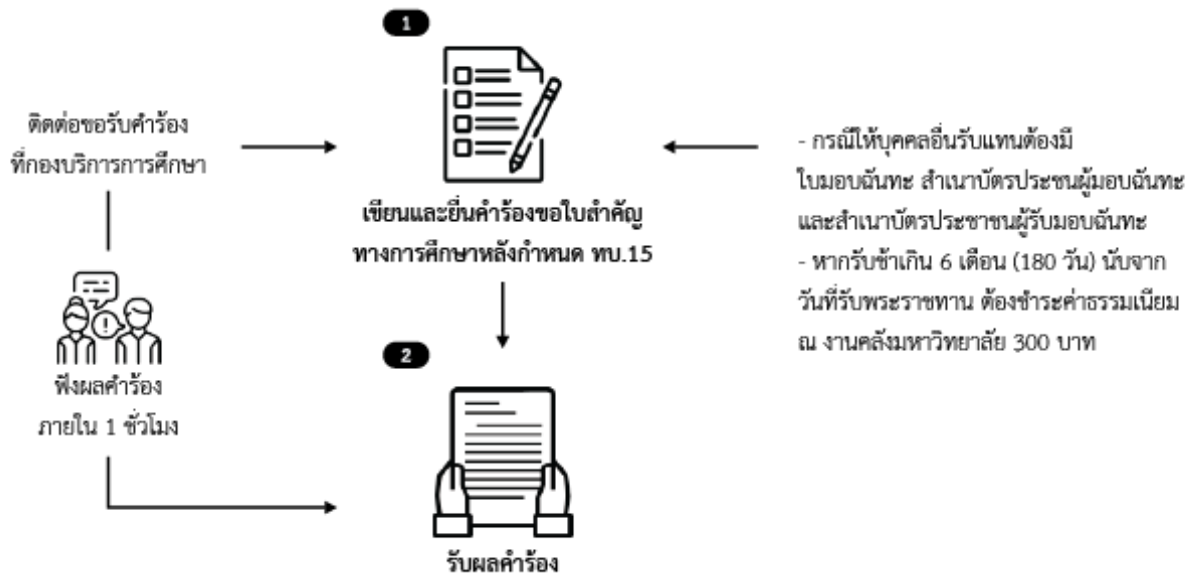 1
ติดต่อขอรับคำร้อง
ที่กองบริการการศึกษา
เขียนและยื่นคำร้องขอใบสำคัญ
ทางการศึกษาหลังกำหนด ทบ.15
- กรณีให้บุคคลอื่นรับแทนต้องมี
ใบมอบฉันทะ สำเนาบัตรประชนผู้มอบฉันทะ
และสำเนาบัตรประชาชนผู้รับมอบฉันทะ
- หากรับช้าเกิน 6 เดือน (180 วัน) นับจาก
วันที่รับพระราชทาน ต้องชำระค่าธรรมเนียม
ณ งานคลังมหาวิทยาลัย 300 บาท
ฟังผลคำร้อง
ภายใน 1 ชั่วโมง
2
รับผลคำร้อง